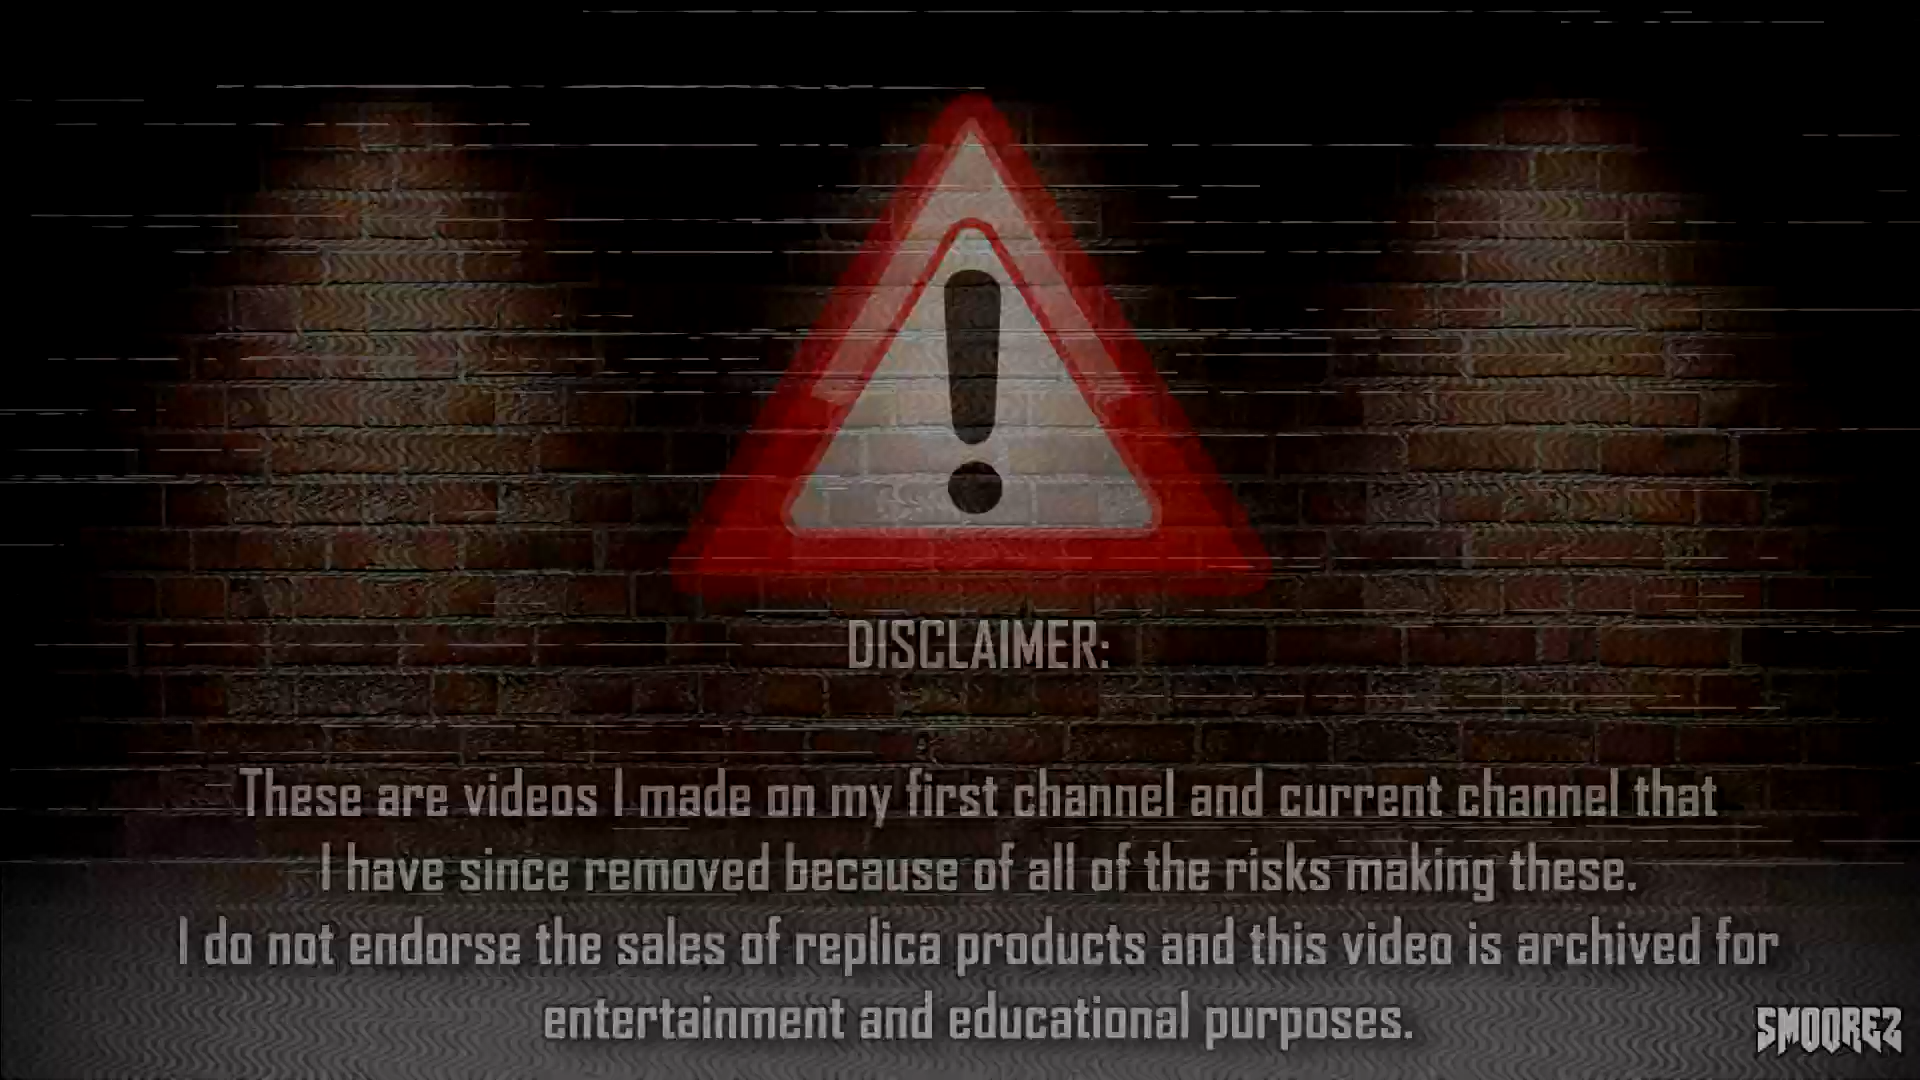 DISCLAIMER:
These are videos I made on my first channel and current channel that
I have since removed because of all of the risks making these.
I do not endorse the sales of replica products and this video is archived for
entertainment and educational purposes.
SMOQREZ